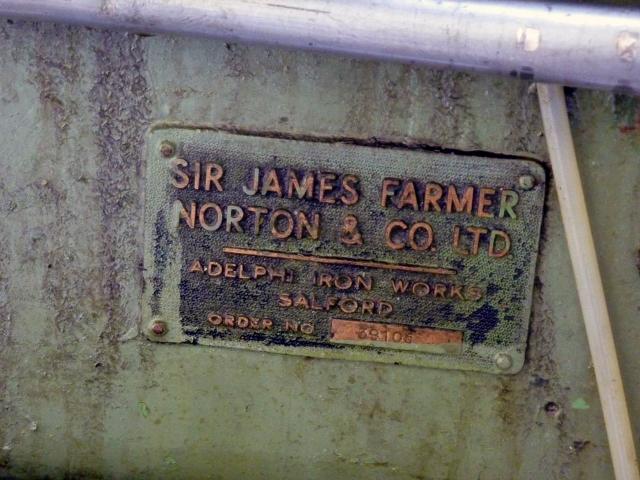 SIR JAMES FARMER
NORTON & CO. LTD
ADELPHI IRON WORKS
SALFORD
ORDER NO 39106